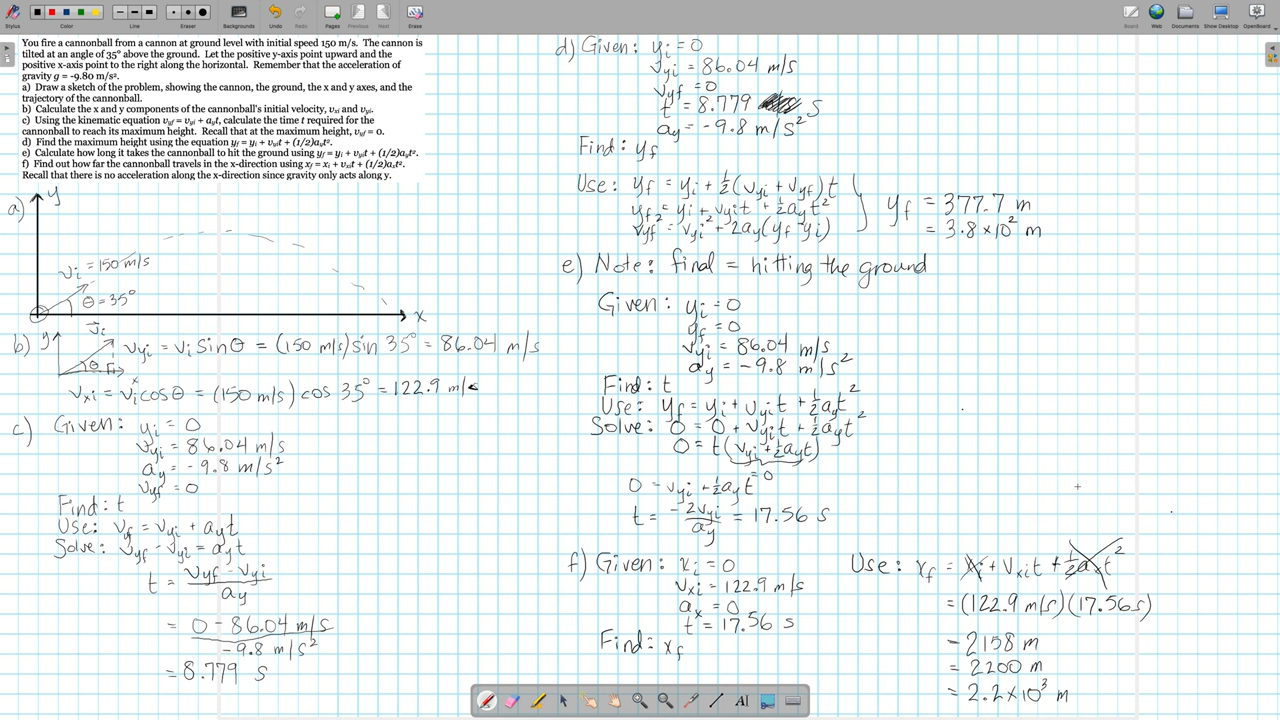 Stylus
Color
Line
Eraser
Backgrounds
Undo
Redo
Pages
Previous
Next
Erase
Board
Web
Documents
Show Desktop
OpenBoard
You fire a cannonball from a cannon at ground level with initial speed 150 m/s. The cannon is
tilted at an angle of 35° above the ground. Let the positive y-axis point upward and the
positive x-axis point to the right along the horizontal. Remember that the acceleration of
gravity g = -9.80 m/s².
a) Draw a sketch of the problem, showing the cannon, the ground, the x and y axes, and the
trajectory of the cannonball.
b) Calculate the x and y components of the cannonball's initial velocity, vxi and vyi.
c) Using the kinematic equation vyf = vyi + ayt, calculate the time t required for the
cannonball to reach its maximum height. Recall that at the maximum height, vyf = 0.
d) Find the maximum height using the equation yf = yi + vyit + (1/2)ayt².
e) Calculate how long it takes the cannonball to hit the ground using yf = yi + vyit + (1/2)ayt².
f) Find out how far the cannonball travels in the x-direction using xf = xi + vxit + (1/2)axt².
Recall that there is no acceleration along the x-direction since gravity only acts along y.
a)
y
vi = 150 m/s
θ = 35°
x
b)
y
vi
θ
x
vyi = vi sinθ = (150 m/s) sin 35° = 86.04 m/s
vxi = vi cosθ = (150 m/s) cos 35° = 122.9 m/s
c) Given: yi = 0
vyi = 86.04 m/s
ay = -9.8 m/s²
vyf = 0
Find: t
Use: vyf = vyi + ayt
Solve: vyf - vyi = ayt
t = (vyf - vyi)/ay
= (0 - 86.04 m/s)/(-9.8 m/s²)
= 8.779 s
d) Given: yi = 0
vyi = 86.04 m/s
vyf = 0
t = 8.779 s
ay = -9.8 m/s²
Find: yf
Use: yf = yi + ½(vyi + vyf)t
yf = yi + vyit + ½ayt²
vyf² = vyi² + 2ay(yf - yi)
yf = 377.7 m
= 3.8×10² m
e) Note: final = hitting the ground
Given: yi = 0
yf = 0
vyi = 86.04 m/s
ay = -9.8 m/s²
Find: t
Use: yf = yi + vyit + ½ayt²
Solve: 0 = 0 + vyit + ½ayt²
0 = t(vyi + ½ayt)
= 0
0 = vyi + ½ayt
t = -2vyi/ay = 17.56 s
f) Given: xi = 0
vxi = 122.9 m/s
ax = 0
t = 17.56 s
Find: xf
Use: xf = xi + vxit + ½axt²
= (122.9 m/s)(17.56 s)
= 2158 m
= 2200 m
= 2.2×10³ m